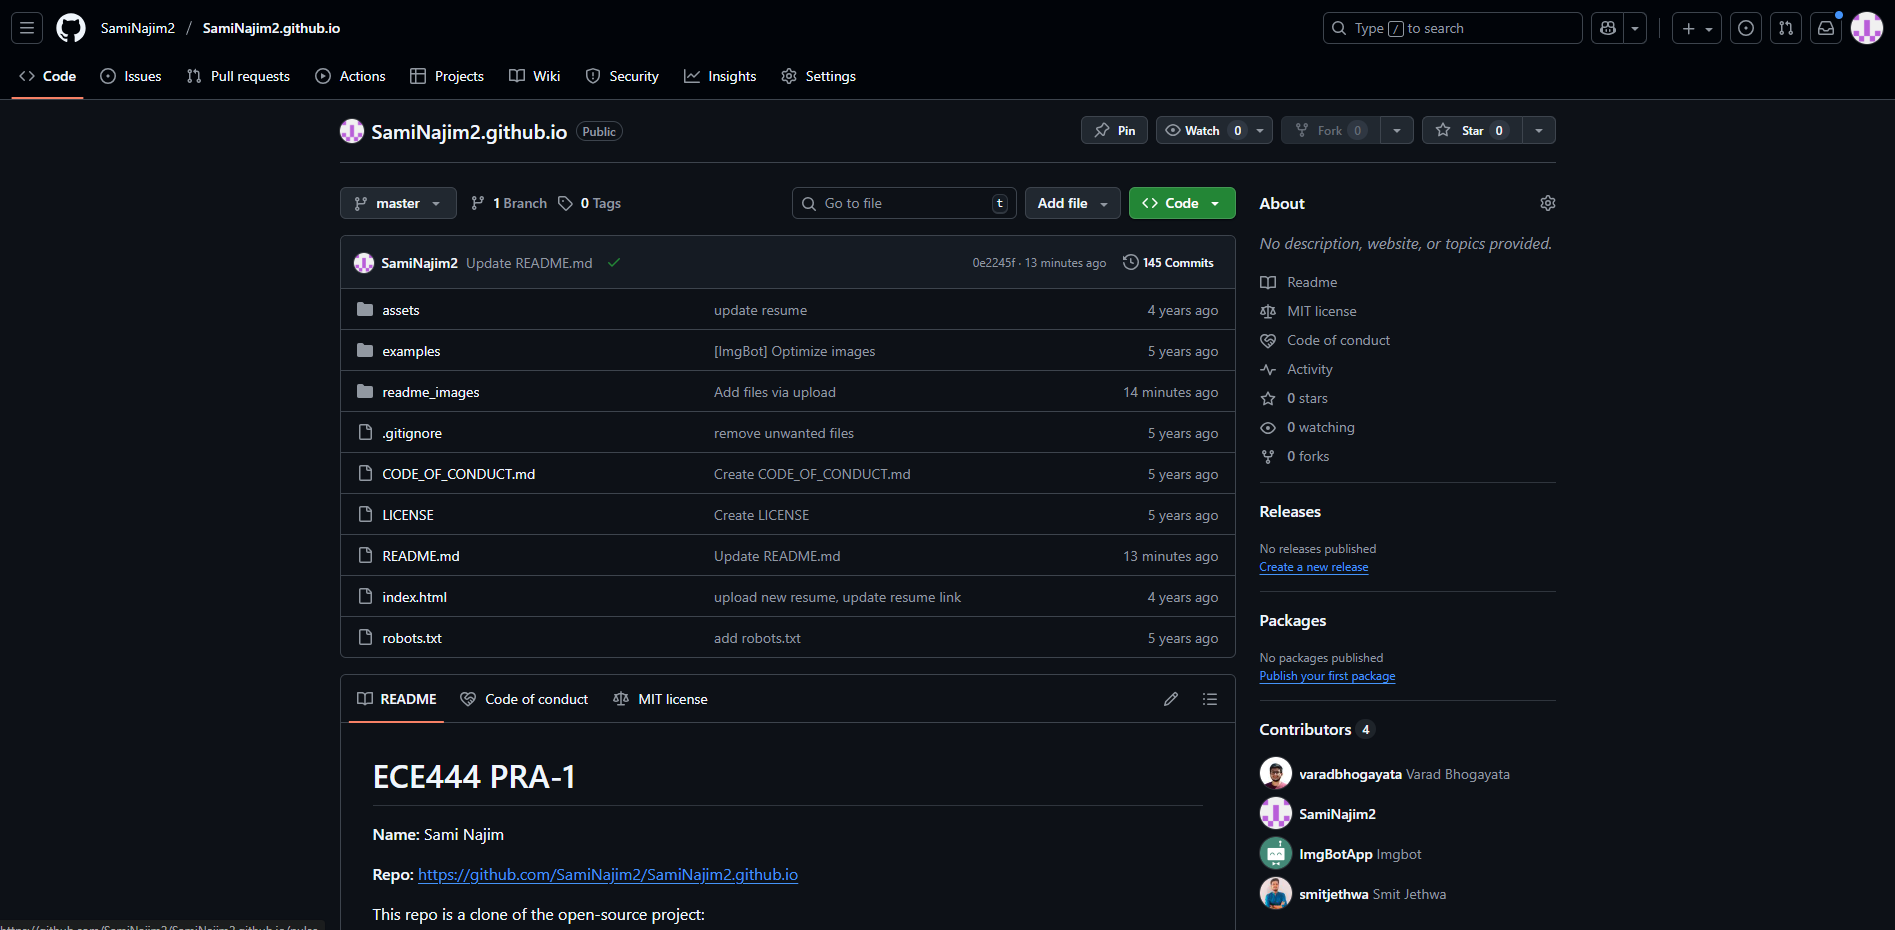 SamiNajim2 / SamiNajim2.github.io
Type / to search
Code Issues Pull requests Actions Projects Wiki Security Insights Settings
SamiNajim2.github.io Public
Pin Watch 0 Fork 0 Star 0
master 1 Branch 0 Tags
Go to file t Add file Code
SamiNajim2 Update README.md 0e2245f · 13 minutes ago 145 Commits
assets update resume 4 years ago
examples [ImgBot] Optimize images 5 years ago
readme_images Add files via upload 14 minutes ago
.gitignore remove unwanted files 5 years ago
CODE_OF_CONDUCT.md Create CODE_OF_CONDUCT.md 5 years ago
LICENSE Create LICENSE 5 years ago
README.md Update README.md 13 minutes ago
index.html upload new resume, update resume link 4 years ago
robots.txt add robots.txt 5 years ago
README Code of conduct MIT license
ECE444 PRA-1
Name: Sami Najim
Repo: https://github.com/SamiNajim2/SamiNajim2.github.io
This repo is a clone of the open-source project:
About
No description, website, or topics provided.
Readme
MIT license
Code of conduct
Activity
0 stars
0 watching
0 forks
Releases
No releases published
Create a new release
Packages
No packages published
Publish your first package
Contributors 4
varadbhogayata Varad Bhogayata
SamiNajim2
ImgBotApp Imgbot
smitjethwa Smit Jethwa